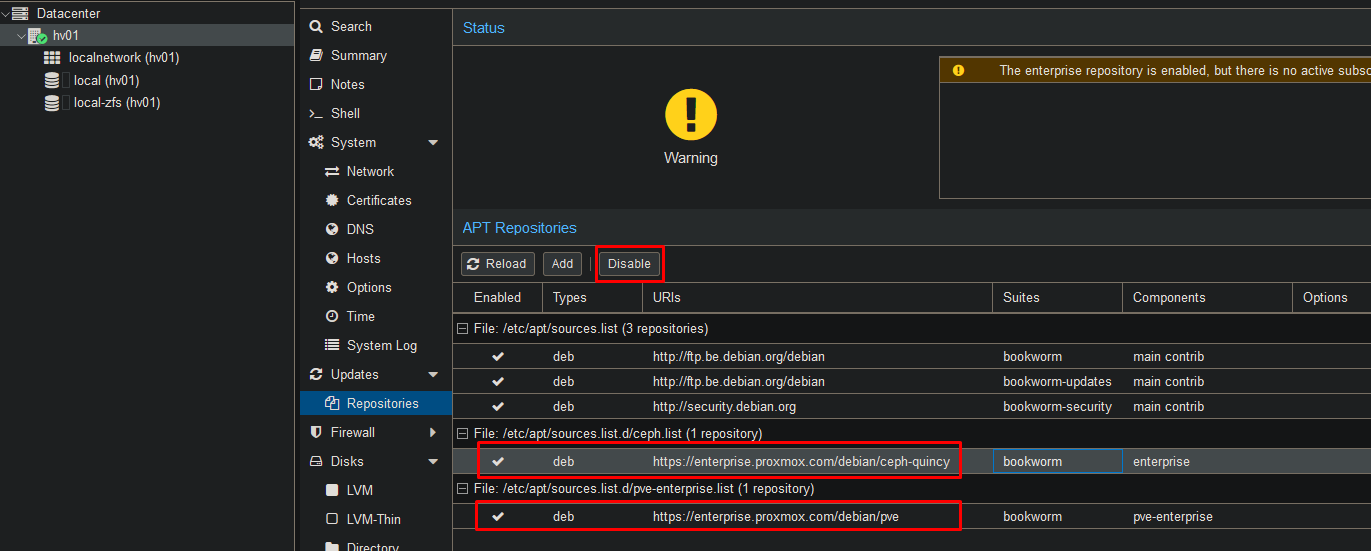 Datacenter
hv01
localnetwork (hv01)
local (hv01)
local-zfs (hv01)
Search
Summary
Notes
Shell
System
Network
Certificates
DNS
Hosts
Options
Time
System Log
Updates
Repositories
Firewall
Disks
LVM
LVM-Thin
Directory
Status
Warning
The enterprise repository is enabled, but there is no active subsc
APT Repositories
Reload Add Disable
Enabled Types URIs Suites Components Options
File: /etc/apt/sources.list (3 repositories)
deb http://ftp.be.debian.org/debian bookworm main contrib
deb http://ftp.be.debian.org/debian bookworm-updates main contrib
deb http://security.debian.org bookworm-security main contrib
File: /etc/apt/sources.list.d/ceph.list (1 repository)
deb https://enterprise.proxmox.com/debian/ceph-quincy bookworm enterprise
File: /etc/apt/sources.list.d/pve-enterprise.list (1 repository)
deb https://enterprise.proxmox.com/debian/pve bookworm pve-enterprise